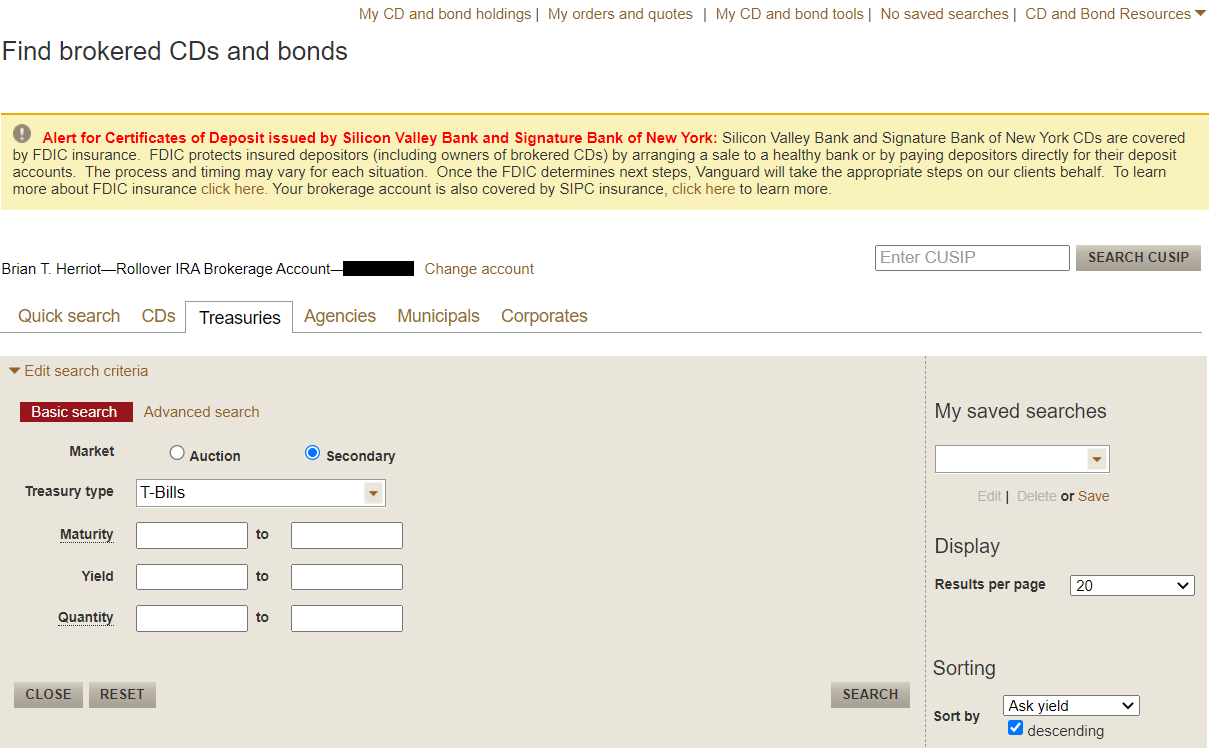 My CD and bond holdings | My orders and quotes | My CD and bond tools | No saved searches | CD and Bond Resources
Find brokered CDs and bonds
Alert for Certificates of Deposit issued by Silicon Valley Bank and Signature Bank of New York: Silicon Valley Bank and Signature Bank of New York CDs are covered
by FDIC insurance. FDIC protects insured depositors (including owners of brokered CDs) by arranging a sale to a healthy bank or by paying depositors directly for their deposit
accounts. The process and timing may vary for each situation. Once the FDIC determines next steps, Vanguard will take the appropriate steps on our clients behalf. To learn
more about FDIC insurance click here. Your brokerage account is also covered by SIPC insurance, click here to learn more.
Enter CUSIP SEARCH CUSIP
Brian T. Herriot—Rollover IRA Brokerage Account— Change account
Quick search CDs Treasuries Agencies Municipals Corporates
Edit search criteria
Basic search Advanced search
Market Auction Secondary
Treasury type T-Bills
Maturity to
Yield to
Quantity to
CLOSE RESET SEARCH
My saved searches
Edit | Delete or Save
Display
Results per page 20
Sorting
Sort by Ask yield
descending